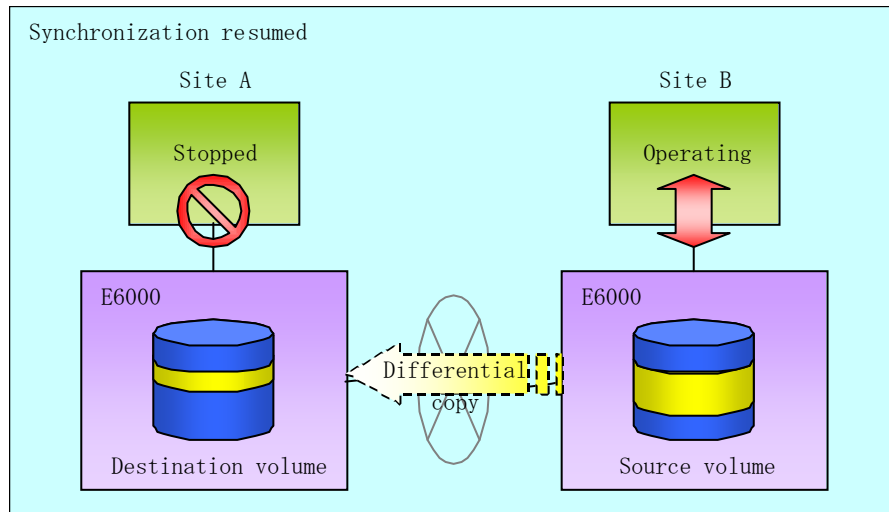 Synchronization resumed
Site A
Site B
Stopped
Operating
E6000
E6000
Differential
copy
Destination volume
Source volume